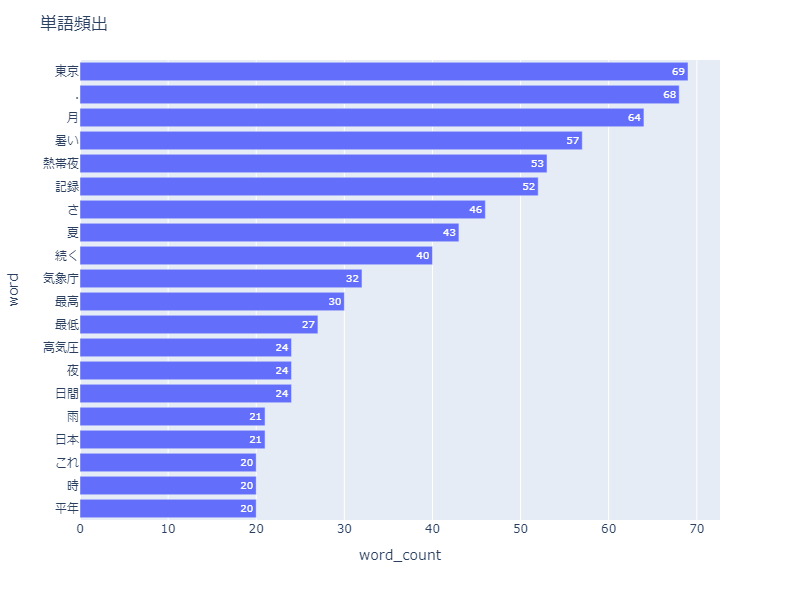 単語頻出
東京 69
. 68
月 64
暑い 57
熱帯夜 53
記録 52
さ 46
夏 43
続く 40
気象庁 32
最高 30
最低 27
高気圧 24
夜 24
日間 24
雨 21
日本 21
これ 20
時 20
平年 20
word
0 10 20 30 40 50 60 70
word_count